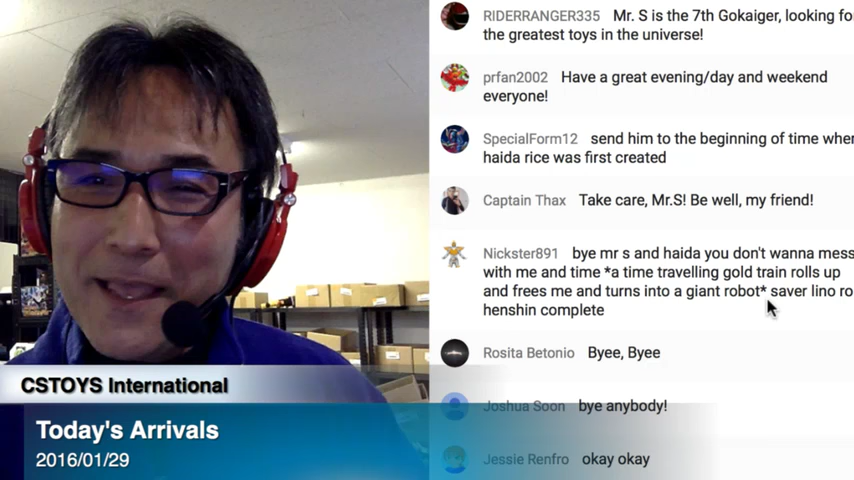 RIDERRANGER335 Mr. S is the 7th Gokaiger, looking fo
the greatest toys in the universe!
prfan2002 Have a great evening/day and weekend
everyone!
SpecialForm12 send him to the beginning of time wher
haida rice was first created
Captain Thax Take care, Mr.S! Be well, my friend!
Nickster891 bye mr s and haida you don't wanna mess
with me and time *a time travelling gold train rolls up
and frees me and turns into a giant robot* saver lino ro
henshin complete
Rosita Betonio Byee, Byee
CSTOYS International
Joshua Soon bye anybody!
Today's Arrivals
2016/01/29
Jessie Renfro okay okay